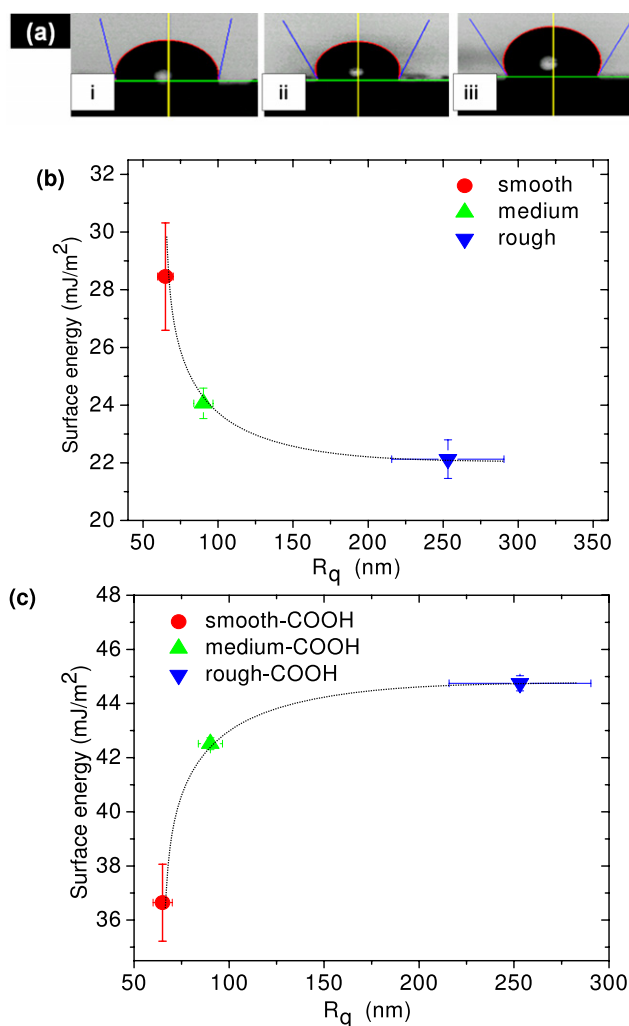 (a)
i
ii
iii
(b)
32
30
28
26
24
22
20
Surface energy (mJ/m²)
smooth
medium
rough
50 100 150 200 250 300 350
Rq (nm)
(c)
48
46
44
42
40
38
36
Surface energy (mJ/m²)
smooth-COOH
medium-COOH
rough-COOH
50 100 150 200 250 300
Rq (nm)